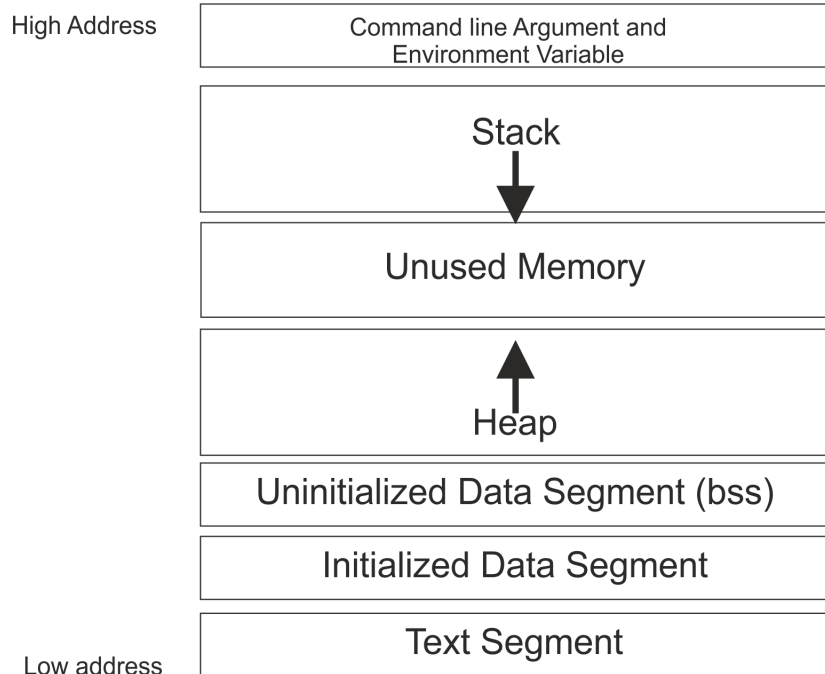 High Address
Command line Argument and
Environment Variable
Stack
Unused Memory
Heap
Uninitialized Data Segment (bss)
Initialized Data Segment
Text Segment
Low address